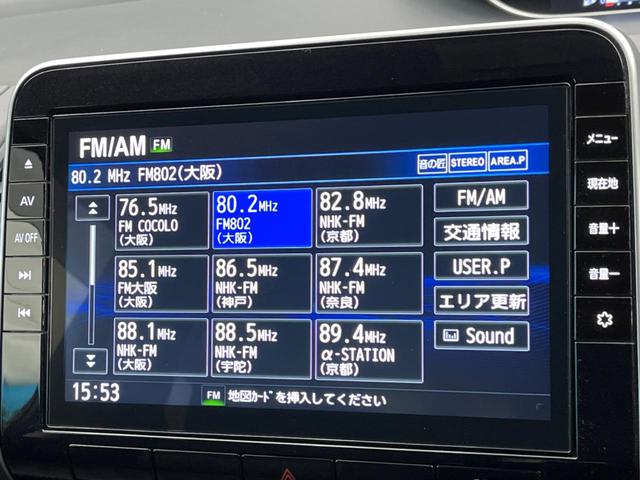 FM/AM FM
80.2 MHz FM802(大阪)
音の匠 STEREO AREA.P
76.5MHz
FM COCOLO
(大阪)
80.2MHz
FM802
(大阪)
82.8MHz
NHK-FM
(京都)
85.1MHz
FM大阪
(大阪)
86.5MHz
NHK-FM
(神戸)
87.4MHz
NHK-FM
(奈良)
88.1MHz
NHK-FM
(大阪)
88.5MHz
NHK-FM
(宇陀)
89.4MHz
α-STATION
(京都)
FM/AM
交通情報
USER.P
エリア更新
Sound
15:53
FM 地図カードを挿入してください
AV
AV OFF
メニュー
現在地
音量+
音量-